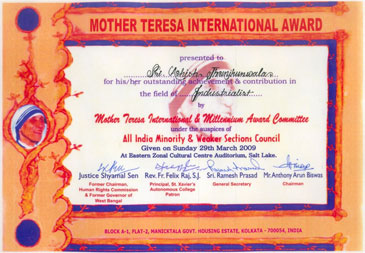 MOTHER TERESA INTERNATIONAL AWARD
presented to
for his/her outstanding achievement & contribution in
the field of Industrialist
by
Mother Teresa International & Millennium Award Committee
under the auspices of
All India Minority & Weaker Sections Council
Given on Sunday 29th March 2009
At Eastern Zonal Cultural Centre Auditorium, Salt Lake.
Justice Shyamal Sen Rev. Fr. Felix Raj, S.J. Sri. Ramesh Prasad Mr. Anthony Arun Biswas
Former Chairman, Principal, St. Xavier's General Secretary Chairman
Human Rights Commission Autonomous College
& Former Governor of Patron
West Bengal
BLOCK A-1, FLAT-2, MANICKTALA GOVT. HOUSING ESTATE, KOLKATA - 700054, INDIA